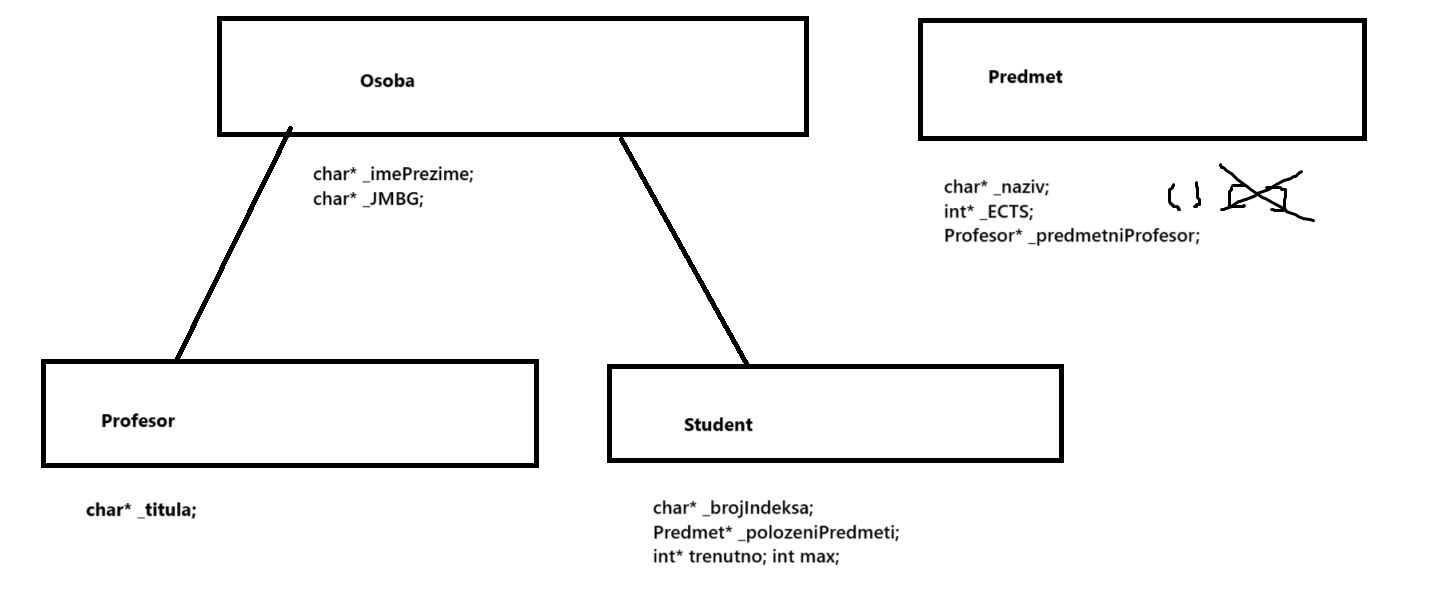 Osoba
Predmet
char* _imePrezime;
char* _JMBG;
char* _naziv;
int* _ECTS;
Profesor* _predmetniProfesor;
( )
Profesor
Student
char* _titula;
char* _brojIndeksa;
Predmet* _polozeniPredmeti;
int* trenutno; int max;